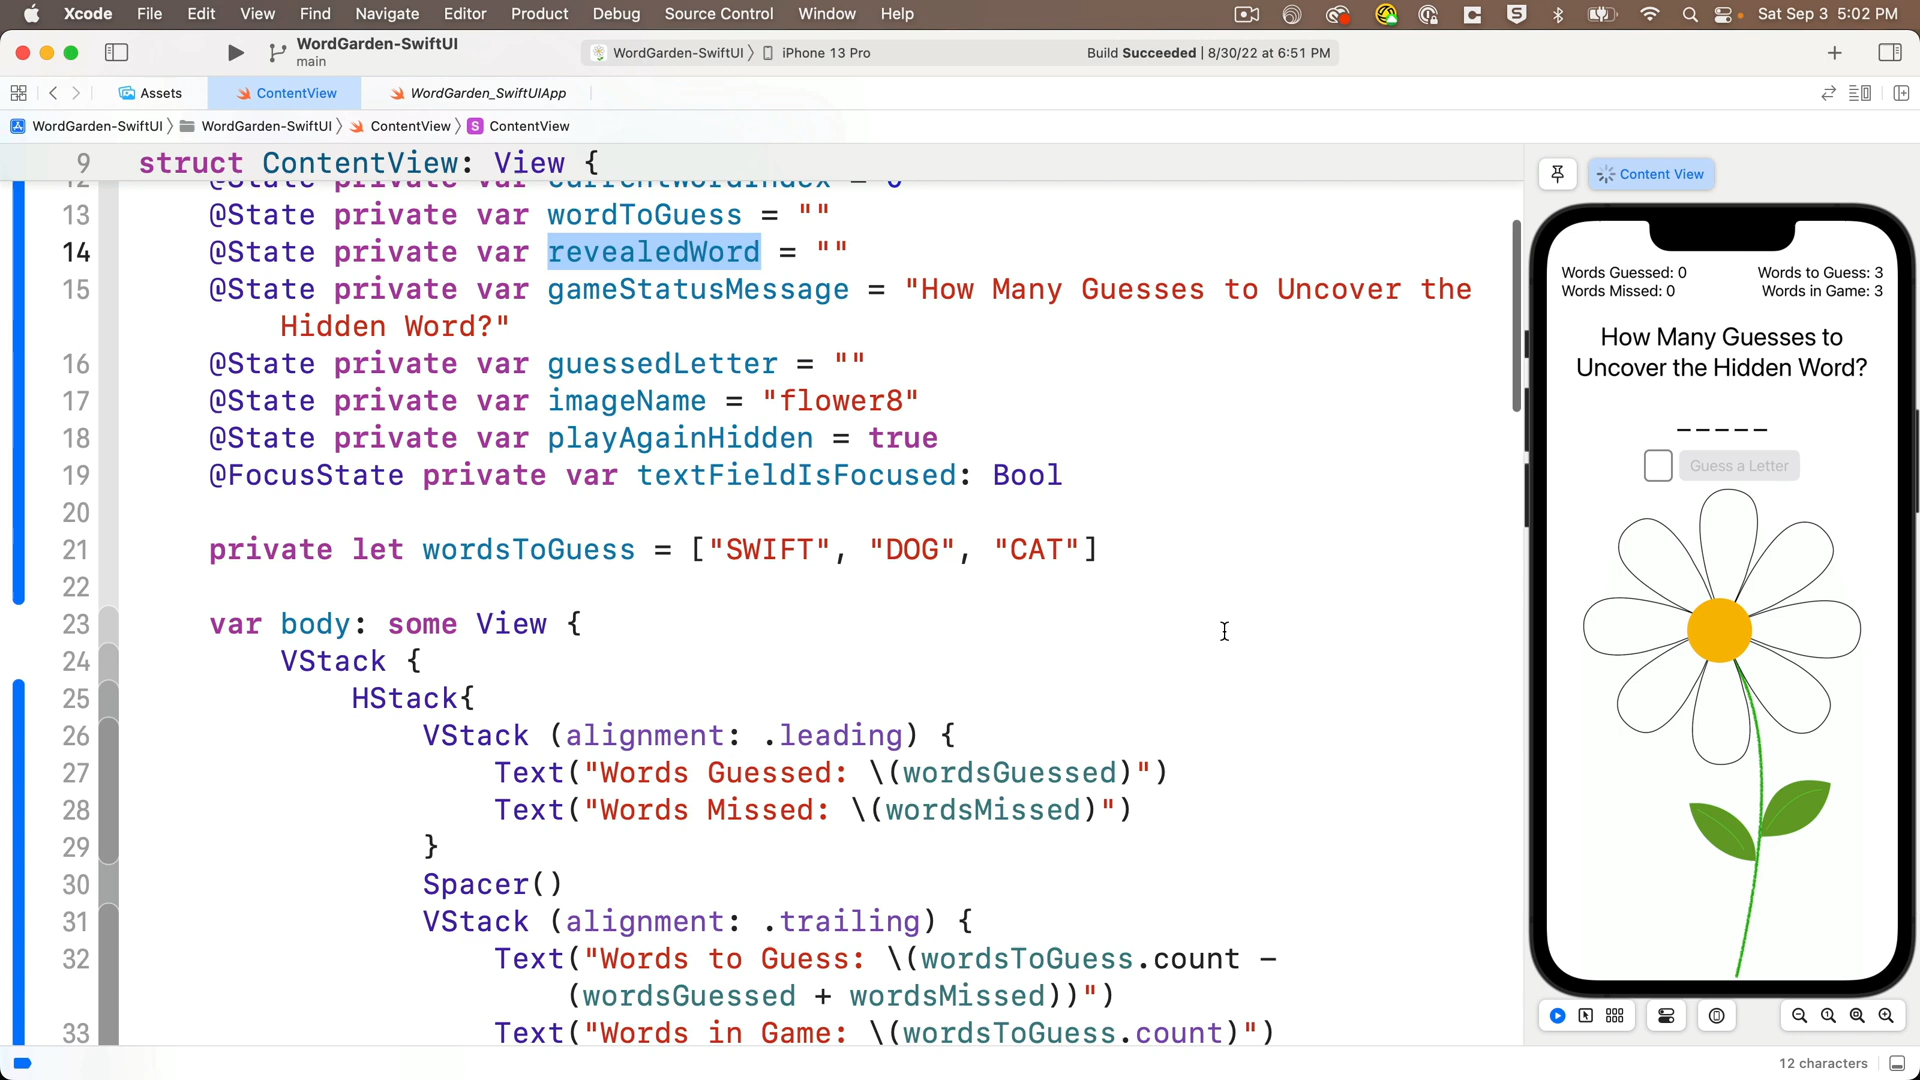 Xcode File Edit View Find Navigate Editor Product Debug Source Control Window Help Sat Sep 3 5:02 PM
WordGarden-SwiftUI
main
WordGarden-SwiftUI iPhone 13 Pro Build Succeeded | 8/30/22 at 6:51 PM
Assets ContentView WordGarden_SwiftUIApp
WordGarden-SwiftUI WordGarden-SwiftUI ContentView S ContentView
9 struct ContentView: View {
12 @State private var currentWordIndex = 0
13 @State private var wordToGuess = ""
14 @State private var revealedWord = ""
15 @State private var gameStatusMessage = "How Many Guesses to Uncover the
Hidden Word?"
16 @State private var guessedLetter = ""
17 @State private var imageName = "flower8"
18 @State private var playAgainHidden = true
19 @FocusState private var textFieldIsFocused: Bool
20
21 private let wordsToGuess = ["SWIFT", "DOG", "CAT"]
22
23 var body: some View {
24 VStack {
25 HStack{
26 VStack (alignment: .leading) {
27 Text("Words Guessed: \(wordsGuessed)")
28 Text("Words Missed: \(wordsMissed)")
29 }
30 Spacer()
31 VStack (alignment: .trailing) {
32 Text("Words to Guess: \(wordsToGuess.count -
(wordsGuessed + wordsMissed))")
33 Text("Words in Game: \(wordsToGuess.count)")
Content View
Words Guessed: 0 Words to Guess: 3
Words Missed: 0 Words in Game: 3
How Many Guesses to
Uncover the Hidden Word?
_ _ _ _ _
Guess a Letter
12 characters